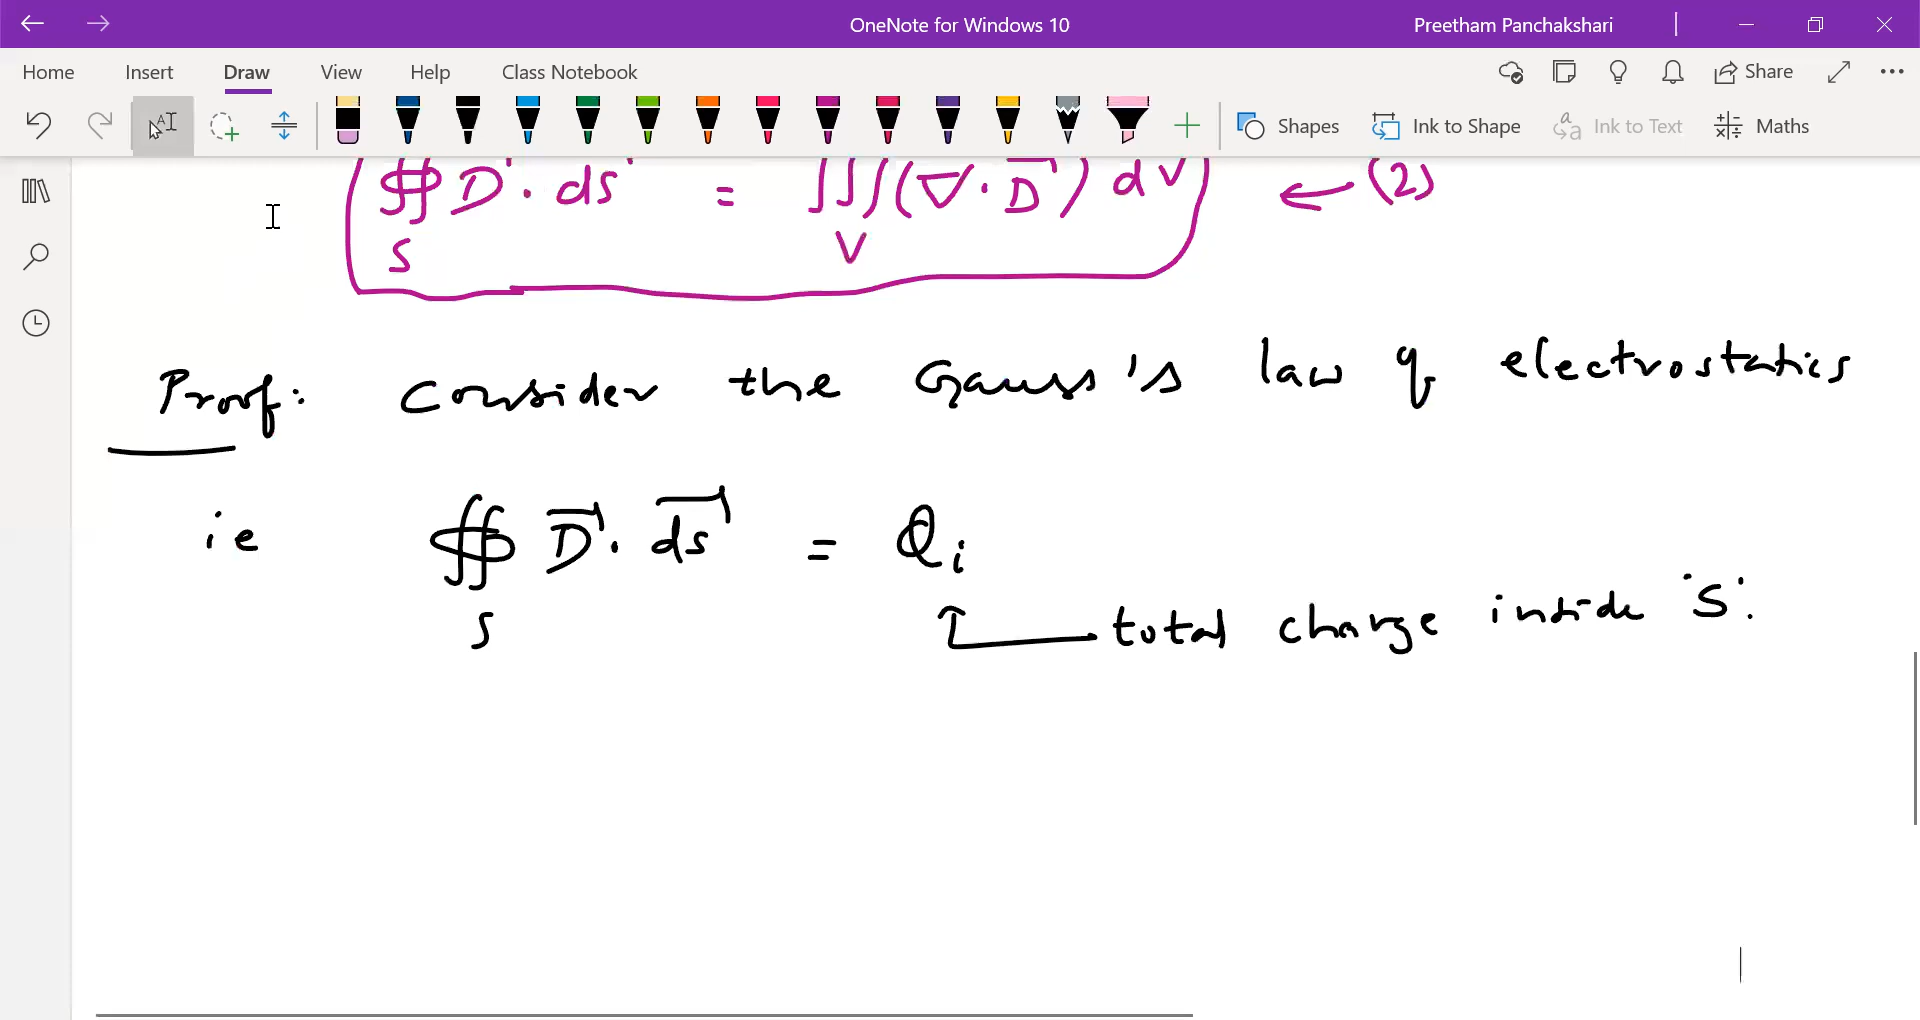 OneNote for Windows 10 Preetham Panchakshari
Home Insert Draw View Help Class Notebook Share
Shapes Ink to Shape Ink to Text Maths
∯ D⃗ · ds⃗ = ∭ (∇ · D⃗) dV ← (2)
S V
Proof: Consider the Gauss's law of electrostatics
ie ∯ D⃗ · ds⃗ = Qi
S total charge inside 'S'.